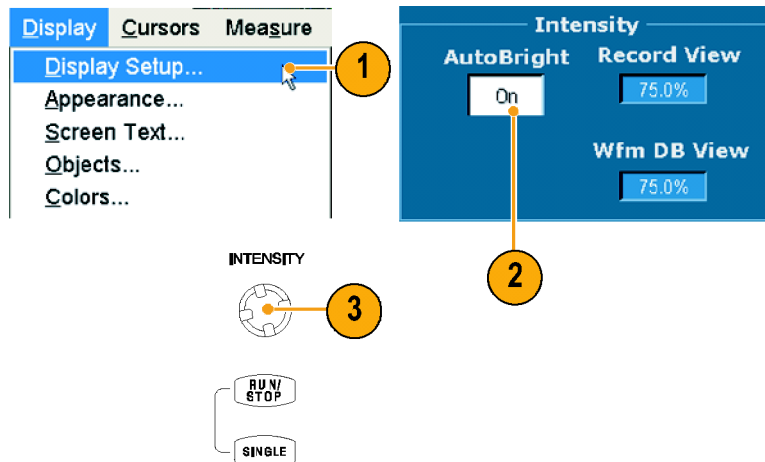 Display Cursors Measure
Display Setup...
Appearance...
Screen Text...
Objects...
Colors...
1
Intensity
AutoBright Record View
On 75.0%
Wfm DB View
75.0%
2
INTENSITY
3
RUN/
STOP
SINGLE